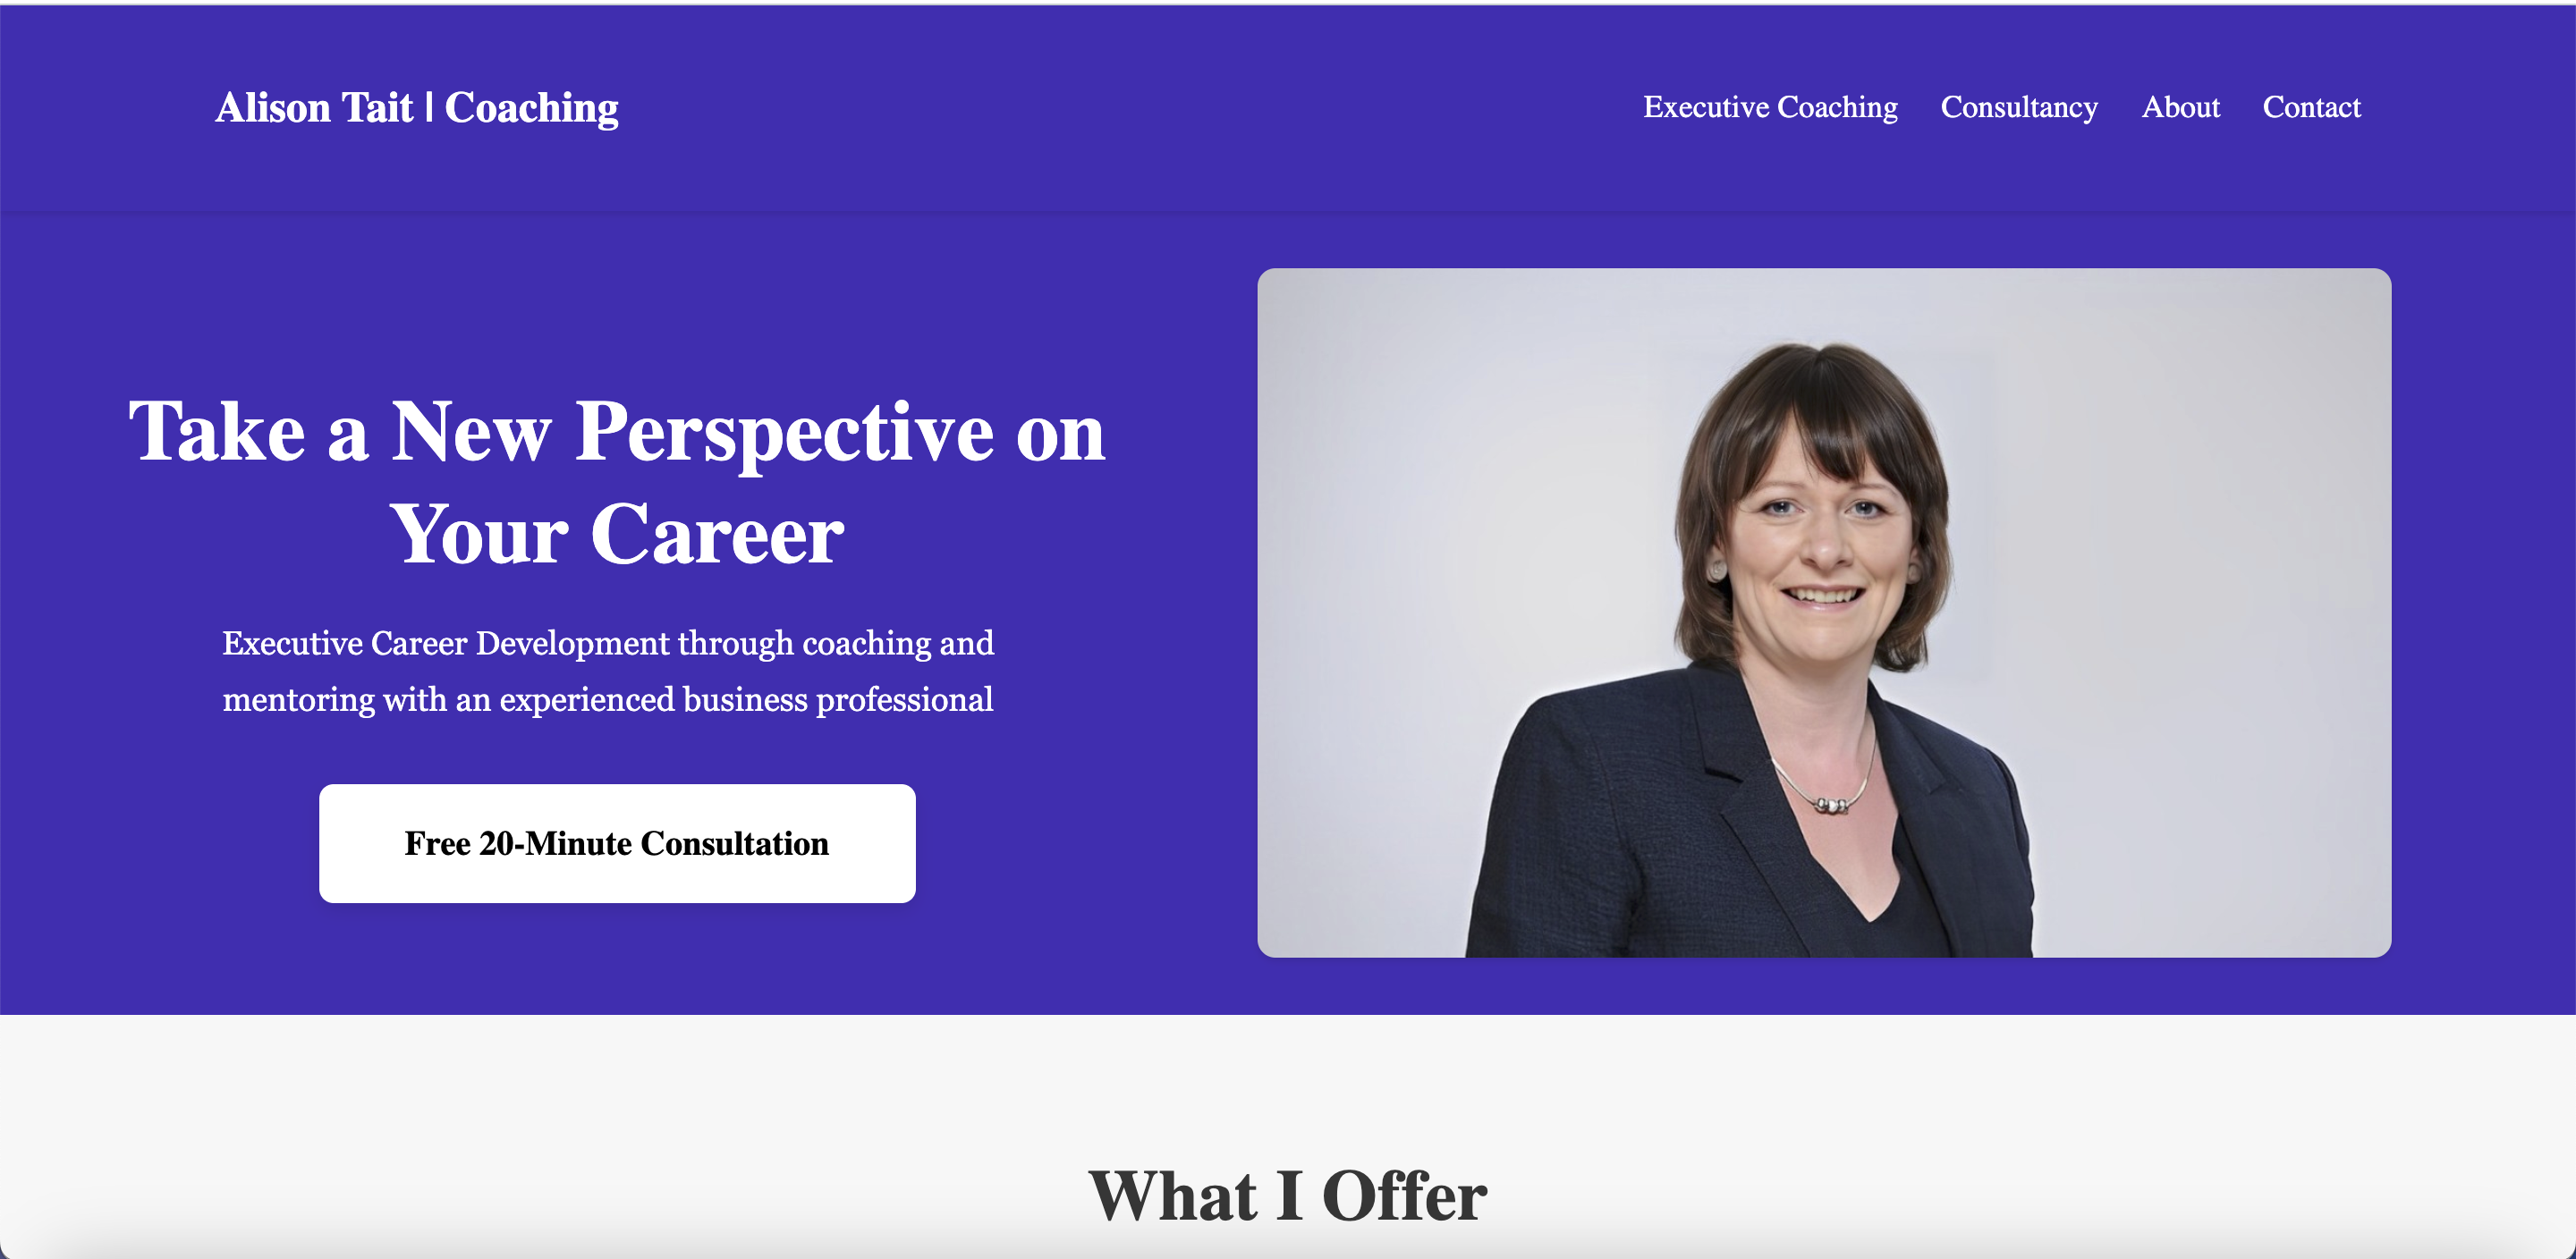 Alison Tait | Coaching
Executive Coaching Consultancy About Contact
Take a New Perspective on
Your Career
Executive Career Development through coaching and
mentoring with an experienced business professional
Free 20-Minute Consultation
What I Offer